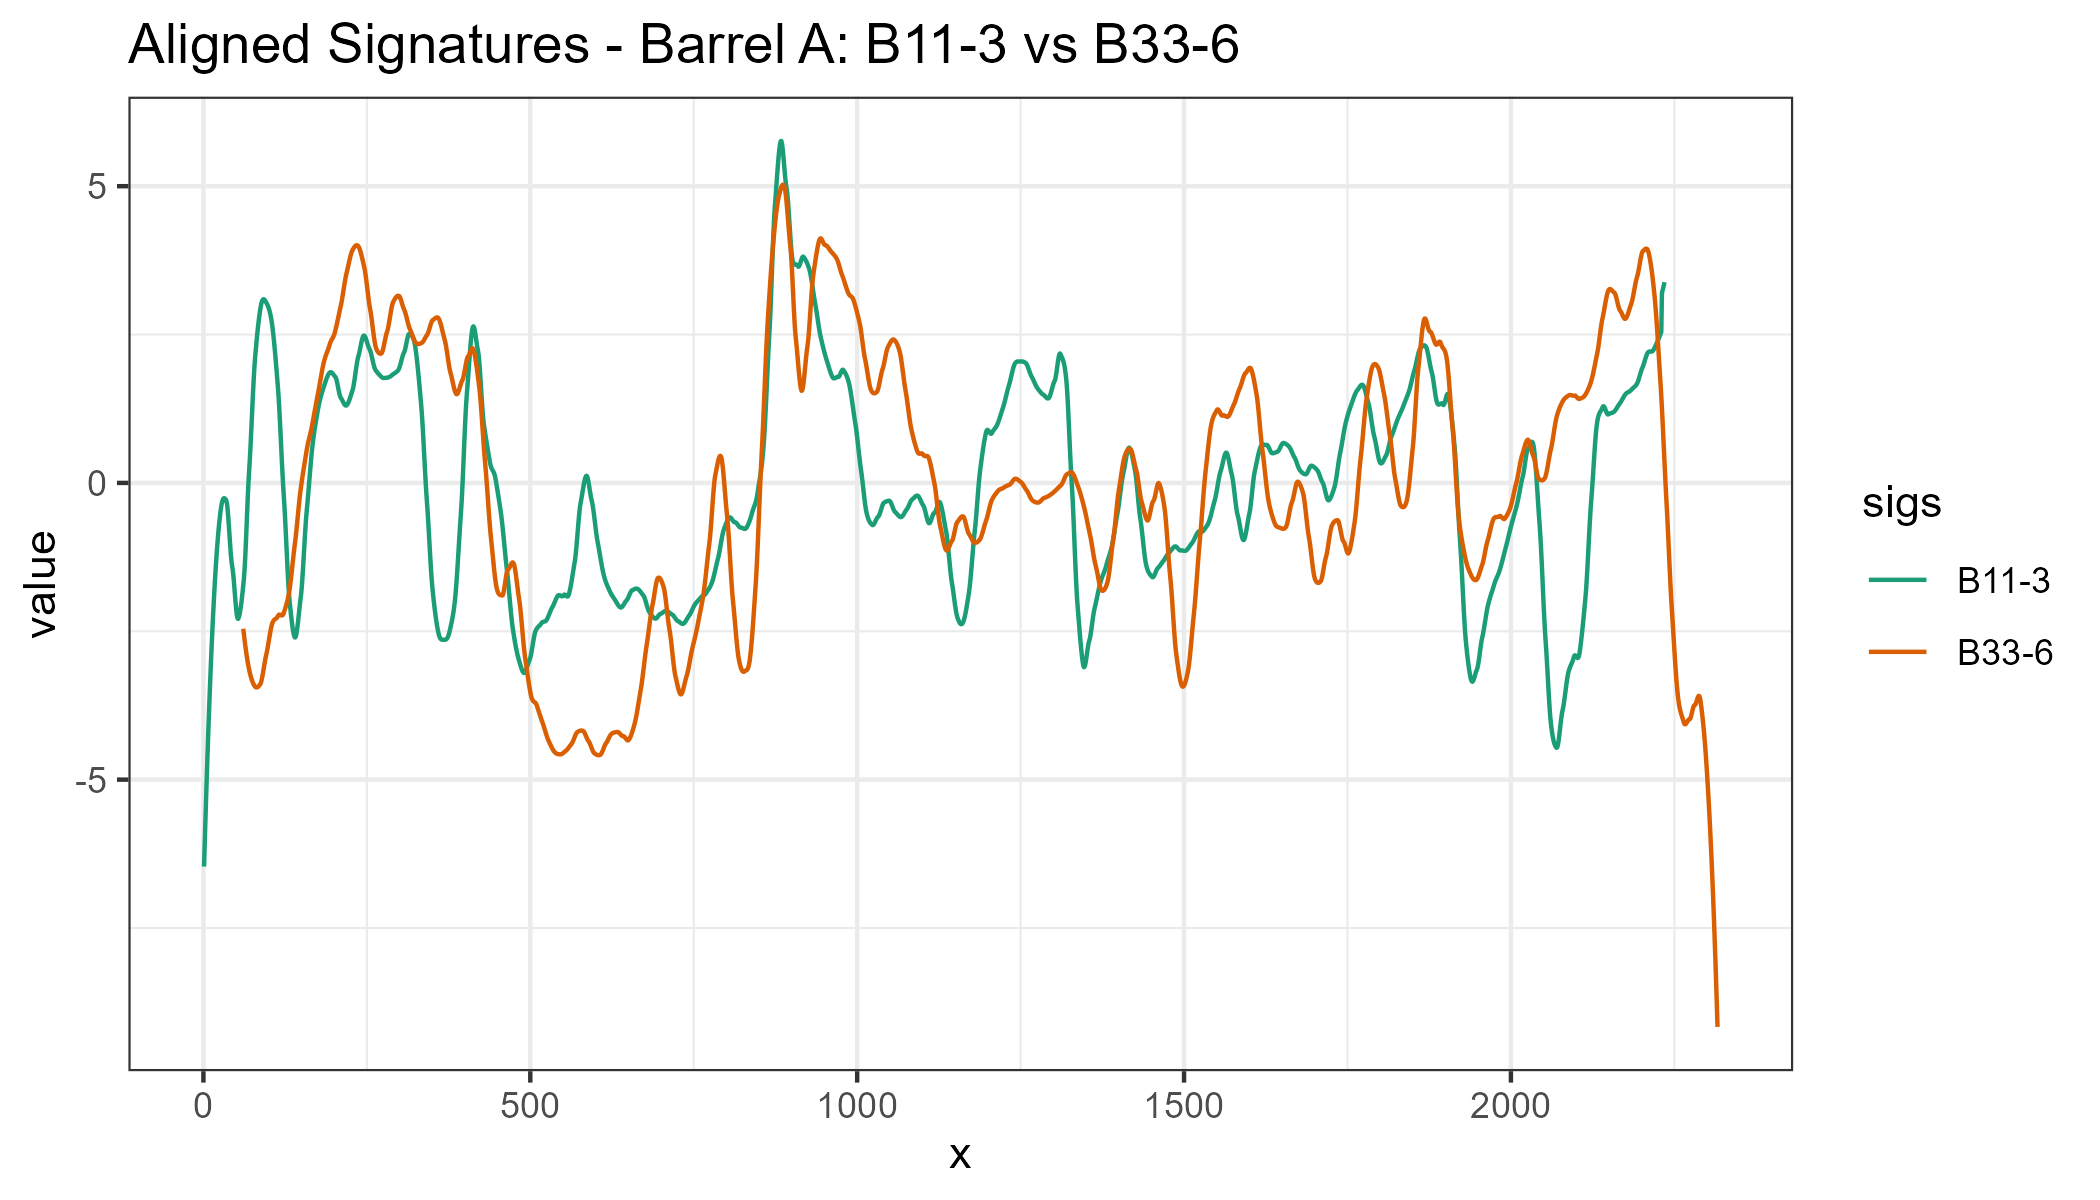 Aligned Signatures - Barrel A: B11-3 vs B33-6
value
5
0
-5
0 500 1000 1500 2000
x
sigs
B11-3
B33-6